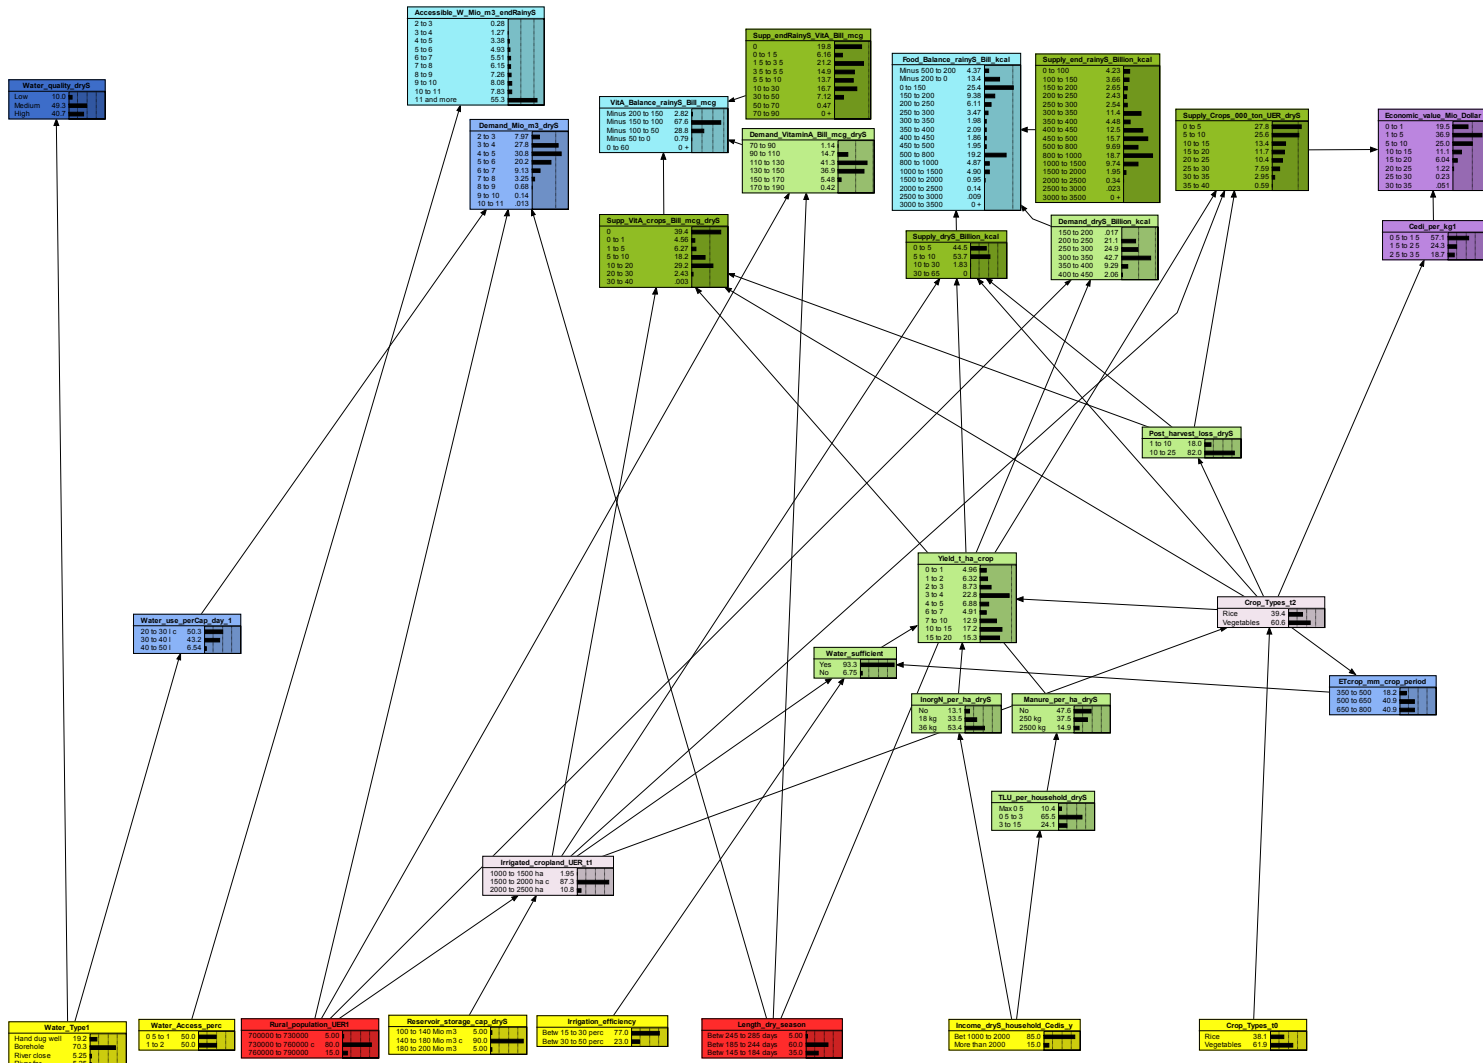 Accessible_W_Mio_m3_endRainyS
2 to 3 0.28
3 to 4 1.27
4 to 5 3.38
5 to 6 4.93
6 to 7 5.51
7 to 8 6.15
8 to 9 7.26
9 to 10 8.08
10 to 11 7.83
11 and more 55.3
Supp_endRainyS_VitA_Bill_mcg
0 19.8
0 to 1 5 6.16
1 5 to 3 5 21.2
3 5 to 5 5 14.9
5 5 to 10 13.7
10 to 30 16.7
30 to 50 7.12
50 to 70 0.47
70 to 90 0 +
Food_Balance_rainyS_Bill_kcal
Minus 500 to 200 4.37
Minus 200 to 0 13.4
0 to 150 25.4
150 to 200 9.38
200 to 250 6.11
250 to 300 3.47
300 to 350 1.98
350 to 400 2.09
400 to 450 1.86
450 to 500 1.95
500 to 800 19.2
800 to 1000 4.87
1000 to 1500 4.90
1500 to 2000 0.95
2000 to 2500 0.14
2500 to 3000 .009
3000 to 3500 0 +
Supply_end_rainyS_Billion_kcal
0 to 100 4.23
100 to 150 3.66
150 to 200 2.65
200 to 250 2.43
250 to 300 2.54
300 to 350 11.4
350 to 400 4.48
400 to 450 12.5
450 to 500 15.7
500 to 800 9.69
800 to 1000 18.7
1000 to 1500 9.74
1500 to 2000 1.95
2000 to 2500 0.34
2500 to 3000 .023
3000 to 3500 0 +
Water_quality_dryS
Low 10.0
Medium 49.3
High 40.7
VitA_Balance_rainyS_Bill_mcg
Minus 200 to 150 2.82
Minus 150 to 100 67.6
Minus 100 to 50 28.8
Minus 50 to 0 0.79
0 to 60 0 +
Demand_Mio_m3_dryS
2 to 3 7.97
3 to 4 27.8
4 to 5 30.8
5 to 6 20.2
6 to 7 9.13
7 to 8 3.25
8 to 9 0.68
9 to 10 0.14
10 to 11 .013
Demand_VitaminA_Bill_mcg_dryS
70 to 90 1.14
90 to 110 14.7
110 to 130 41.3
130 to 150 36.9
150 to 170 5.48
170 to 190 0.42
Supply_Crops_000_ton_UER_dryS
0 to 5 27.8
5 to 10 25.6
10 to 15 13.4
15 to 20 11.7
20 to 25 10.4
25 to 30 7.59
30 to 35 2.95
35 to 40 0.59
Economic_value_Mio_Dollar
0 to 1 19.5
1 to 5 36.9
5 to 10 25.0
10 to 15 11.1
15 to 20 6.04
20 to 25 1.22
25 to 30 0.23
30 to 35 .051
Supp_VitA_crops_Bill_mcg_dryS
0 39.4
0 to 1 4.56
1 to 5 6.27
5 to 10 18.2
10 to 20 29.2
20 to 30 2.43
30 to 40 .003
Supply_dryS_Billion_kcal
0 to 5 44.5
5 to 10 53.7
10 to 30 1.83
30 to 65 0
Demand_dryS_Billion_kcal
150 to 200 .017
200 to 250 21.1
250 to 300 24.9
300 to 350 42.7
350 to 400 9.29
400 to 450 2.06
Cedi_per_kg1
0 5 to 1 5 57.1
1 5 to 2 5 24.3
2 5 to 3 5 18.7
Post_harvest_loss_dryS
1 to 10 18.0
10 to 25 82.0
Yield_t_ha_crop
0 to 1 4.96
1 to 2 6.32
2 to 3 8.73
3 to 4 22.8
4 to 5 6.88
6 to 7 4.91
7 to 10 12.9
10 to 15 17.2
15 to 20 15.3
Crop_Types_t2
Rice 39.4
Vegetables 60.6
Water_use_perCap_day_1
20 to 30 l c 50.3
30 to 40 l 43.2
40 to 50 l 6.54
Water_sufficient
Yes 93.3
No 6.75
ETcrop_mm_crop_period
350 to 500 18.2
500 to 650 40.9
650 to 800 40.9
InorgN_per_ha_dryS
No 13.1
18 kg 33.5
36 kg 53.4
Manure_per_ha_dryS
No 47.6
250 kg 37.5
2500 kg 14.9
TLU_per_household_dryS
Max 0 5 10.4
0 5 to 3 65.5
3 to 15 24.1
Irrigated_cropland_UER_t1
1000 to 1500 ha 1.95
1500 to 2000 ha c 87.3
2000 to 2500 ha 10.8
Water_Type1
Hand dug well 19.2
Borehole 70.3
River close 5.25
Water_Access_perc
0 5 to 1 50.0
1 to 2 50.0
Rural_population_UER1
700000 to 730000 5.00
730000 to 760000 c 80.0
760000 to 790000 15.0
Reservoir_storage_cap_dryS
100 to 140 Mio m3 5.00
140 to 180 Mio m3 c 90.0
180 to 200 Mio m3 5.00
Irrigation_efficiency
Betw 15 to 30 perc 77.0
Betw 30 to 50 perc 23.0
Length_dry_season
Betw 245 to 285 days 5.00
Betw 185 to 244 days 60.0
Betw 145 to 184 days 35.0
Income_dryS_household_Cedis_y
Bet 1000 to 2000 85.0
More than 2000 15.0
Crop_Types_t0
Rice 38.1
Vegetables 61.9